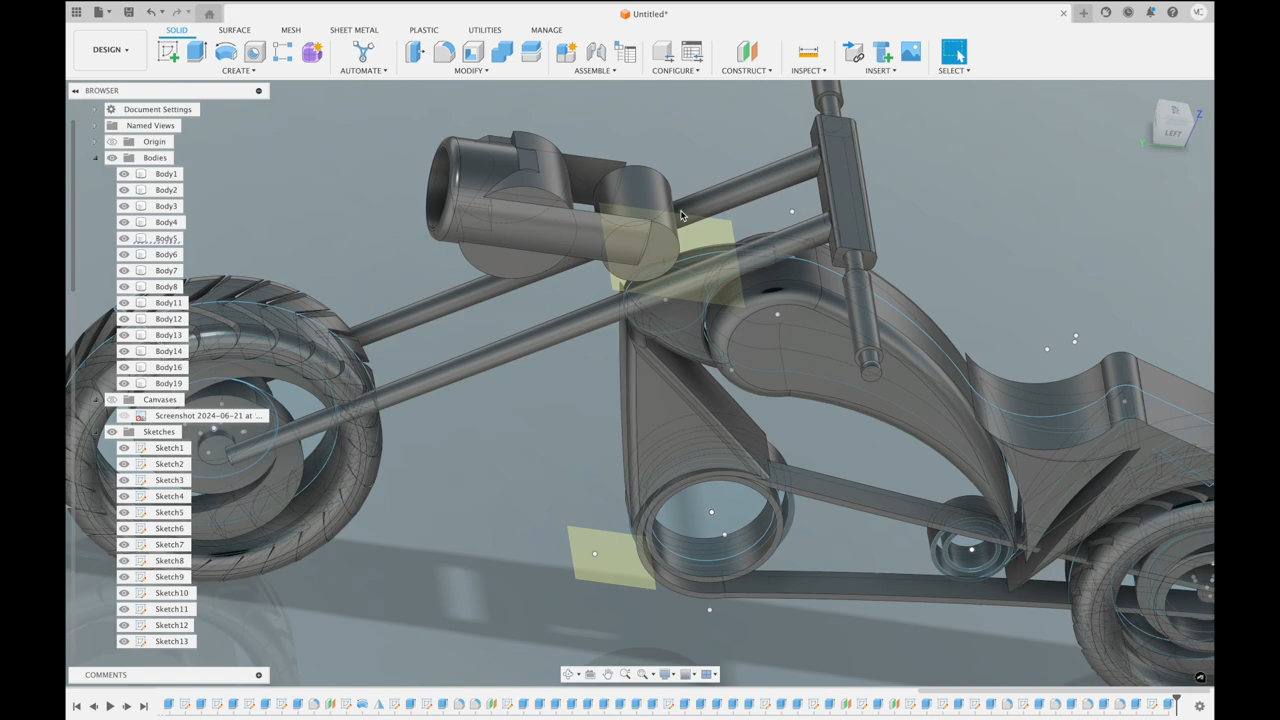 Untitled*
MC
DESIGN
SOLID
SURFACE
MESH
SHEET METAL
PLASTIC
UTILITIES
MANAGE
CREATE
AUTOMATE
MODIFY
ASSEMBLE
CONFIGURE
CONSTRUCT
INSPECT
INSERT
SELECT
BROWSER
Document Settings
Named Views
Origin
Bodies
Body1
Body2
Body3
Body4
Body5
Body6
Body7
Body8
Body11
Body12
Body13
Body14
Body16
Body19
Canvases
Screenshot 2024-06-21 at '...
Sketches
Sketch1
Sketch2
Sketch3
Sketch4
Sketch5
Sketch6
Sketch7
Sketch8
Sketch9
Sketch10
Sketch11
Sketch12
Sketch13
COMMENTS
Z
LEFT
Y